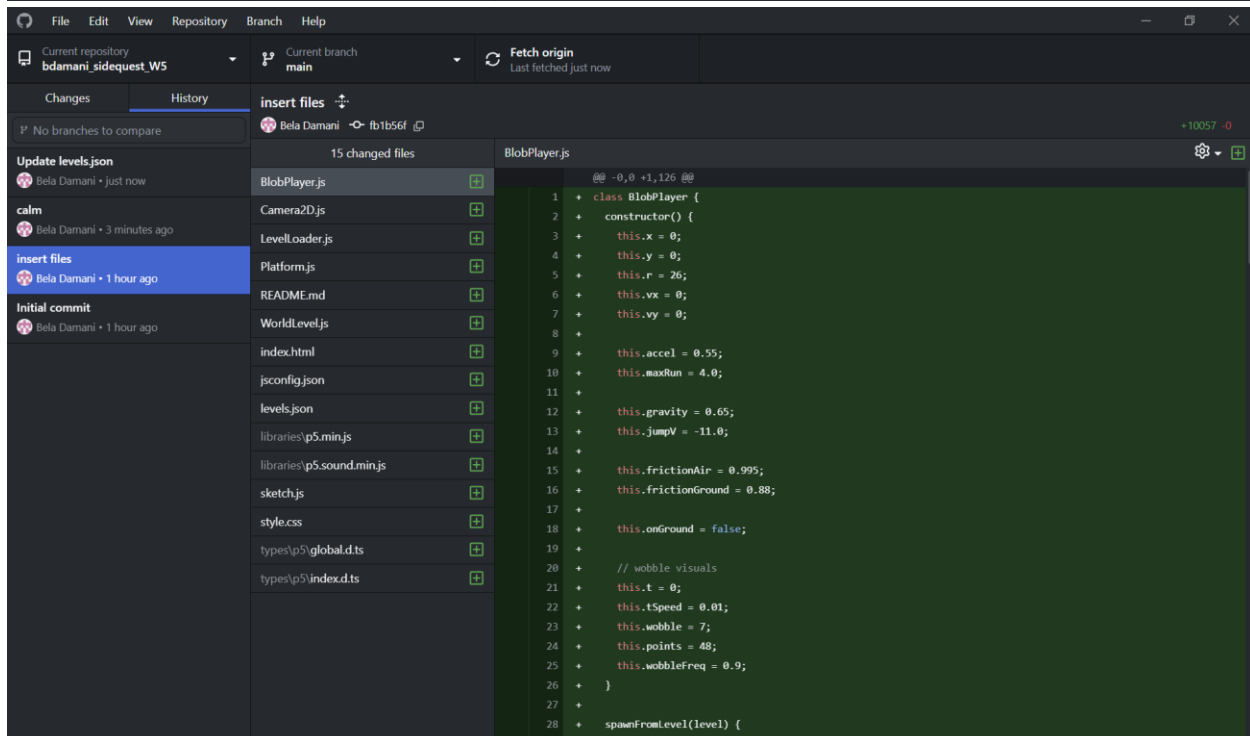 File Edit View Repository Branch Help
Current repository
bdamani_sidequest_W5
Current branch
main
Fetch origin
Last fetched just now
Changes
History
No branches to compare
Update levels.json
Bela Damani • just now
calm
Bela Damani • 3 minutes ago
insert files
Bela Damani • 1 hour ago
Initial commit
Bela Damani • 1 hour ago
insert files
Bela Damani fb1b56f
+10057 -0
15 changed files
BlobPlayer.js
Camera2D.js
LevelLoader.js
Platform.js
README.md
WorldLevel.js
index.html
jsconfig.json
levels.json
libraries\p5.min.js
libraries\p5.sound.min.js
sketch.js
style.css
types\p5\global.d.ts
types\p5\index.d.ts
BlobPlayer.js
@@ -0,0 +1,126 @@
1 + class BlobPlayer {
2 + constructor() {
3 + this.x = 0;
4 + this.y = 0;
5 + this.r = 26;
6 + this.vx = 0;
7 + this.vy = 0;
8 +
9 + this.accel = 0.55;
10 + this.maxRun = 4.0;
11 +
12 + this.gravity = 0.65;
13 + this.jumpV = -11.0;
14 +
15 + this.frictionAir = 0.995;
16 + this.frictionGround = 0.88;
17 +
18 + this.onGround = false;
19 +
20 + // wobble visuals
21 + this.t = 0;
22 + this.tSpeed = 0.01;
23 + this.wobble = 7;
24 + this.points = 48;
25 + this.wobbleFreq = 0.9;
26 + }
27 +
28 + spawnFromLevel(level) {